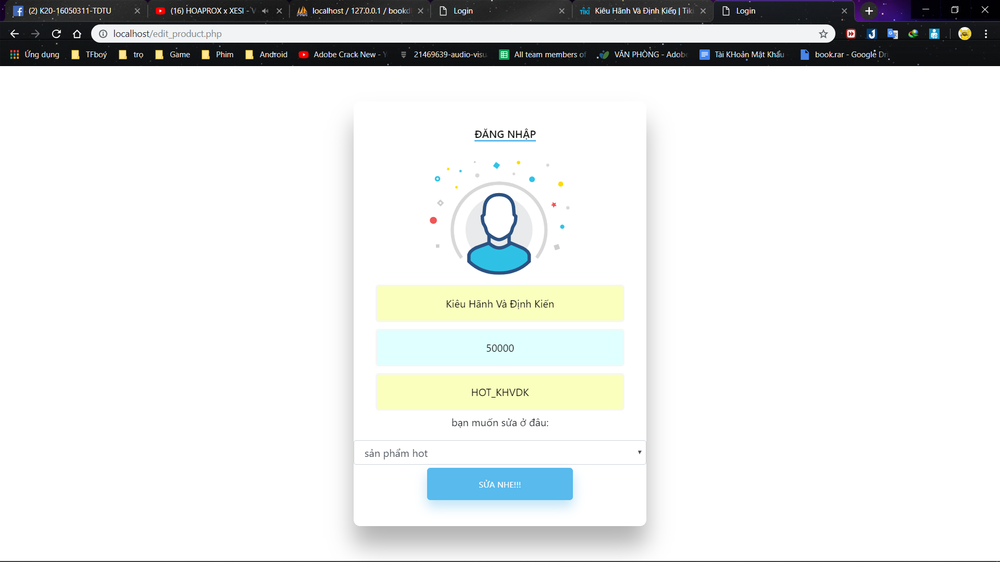 (2) K20-16050311-TDTU
(16) HOAPROX x XESI - V
localhost / 127.0.0.1 / bookd
Login
TIKI Kiêu Hãnh Và Định Kiến | Tiki
Login
localhost/edit_product.php
Ứng dụng
TFboý
trọ
Game
Phim
Android
Adobe Crack New - Y
21469639-audio-visu
All team members of
VĂN PHÒNG - Adobe
Tài KHoản Mật Khẩu
book.rar - Google Dri
ĐĂNG NHẬP
Kiêu Hãnh Và Định Kiến
50000
HOT_KHVDK
bạn muốn sửa ở đâu:
sản phẩm hot
SỬA NHE!!!